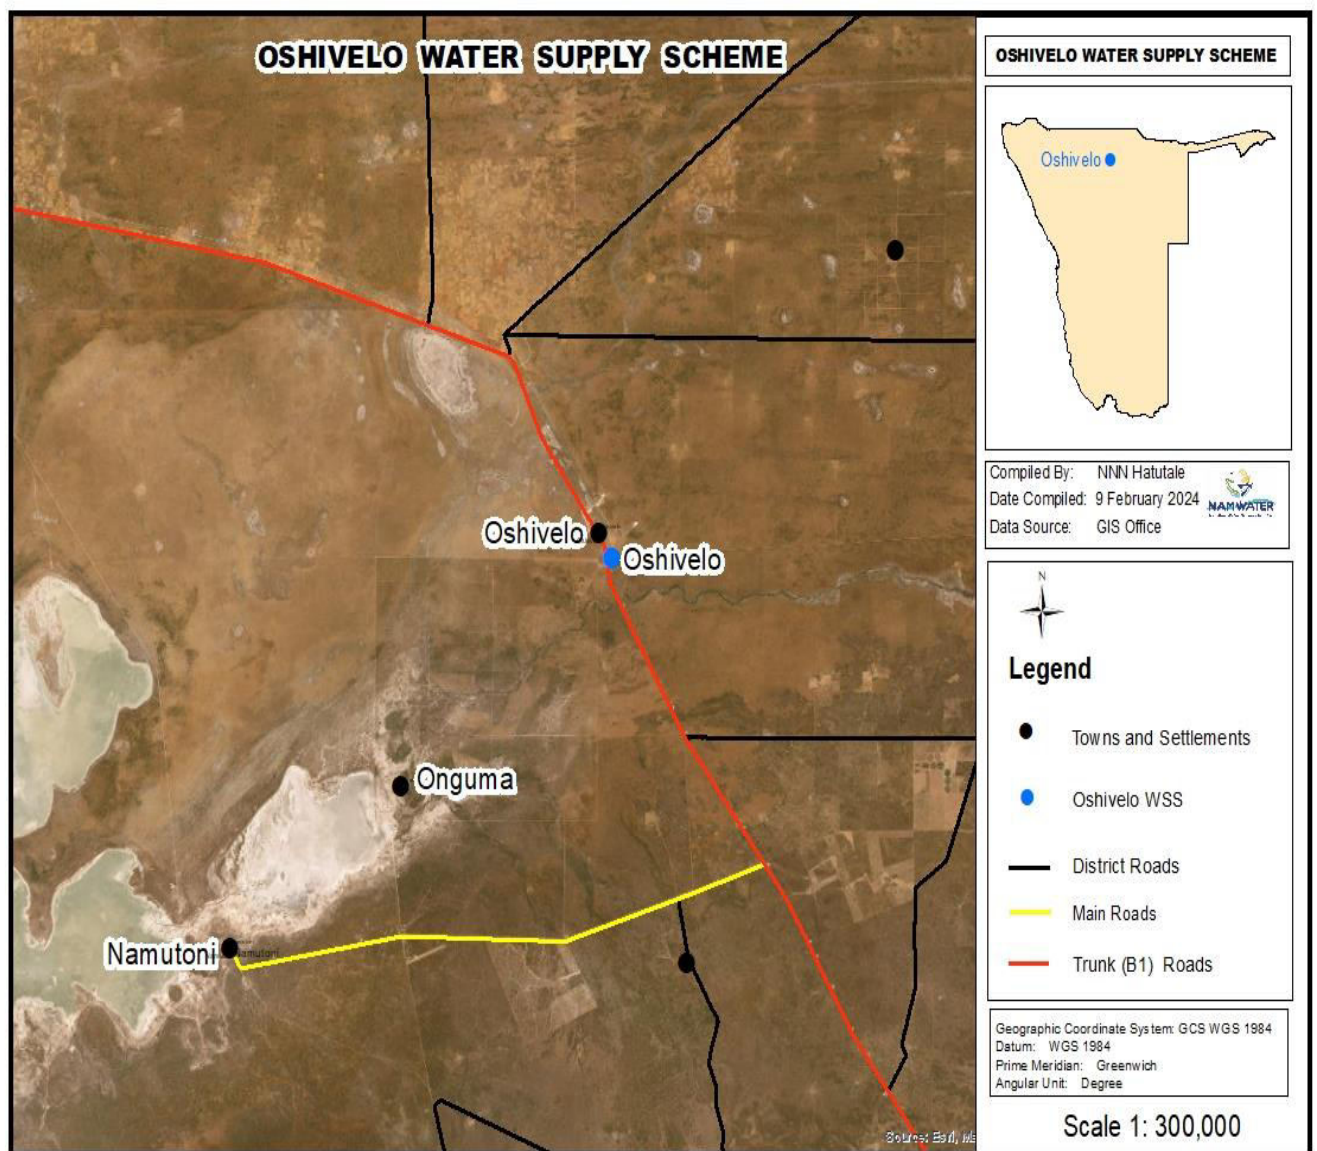 OSHIVELO WATER SUPPLY SCHEME
Oshivelo
Oshivelo
Onguma
Namutoni
Namutoni
Source: Esri,
OSHIVELO WATER SUPPLY SCHEME
Oshivelo
Compiled By: NNN Hatutale
Date Compiled: 9 February 2024
Data Source: GIS Office
NAMWATER
N
Legend
Towns and Settlements
Oshivelo WSS
District Roads
Main Roads
Trunk (B1) Roads
Geographic Coordinate System: GCS WGS 1984
Datum: WGS 1984
Prime Meridian: Greenwich
Angular Unit: Degree
Scale 1: 300,000